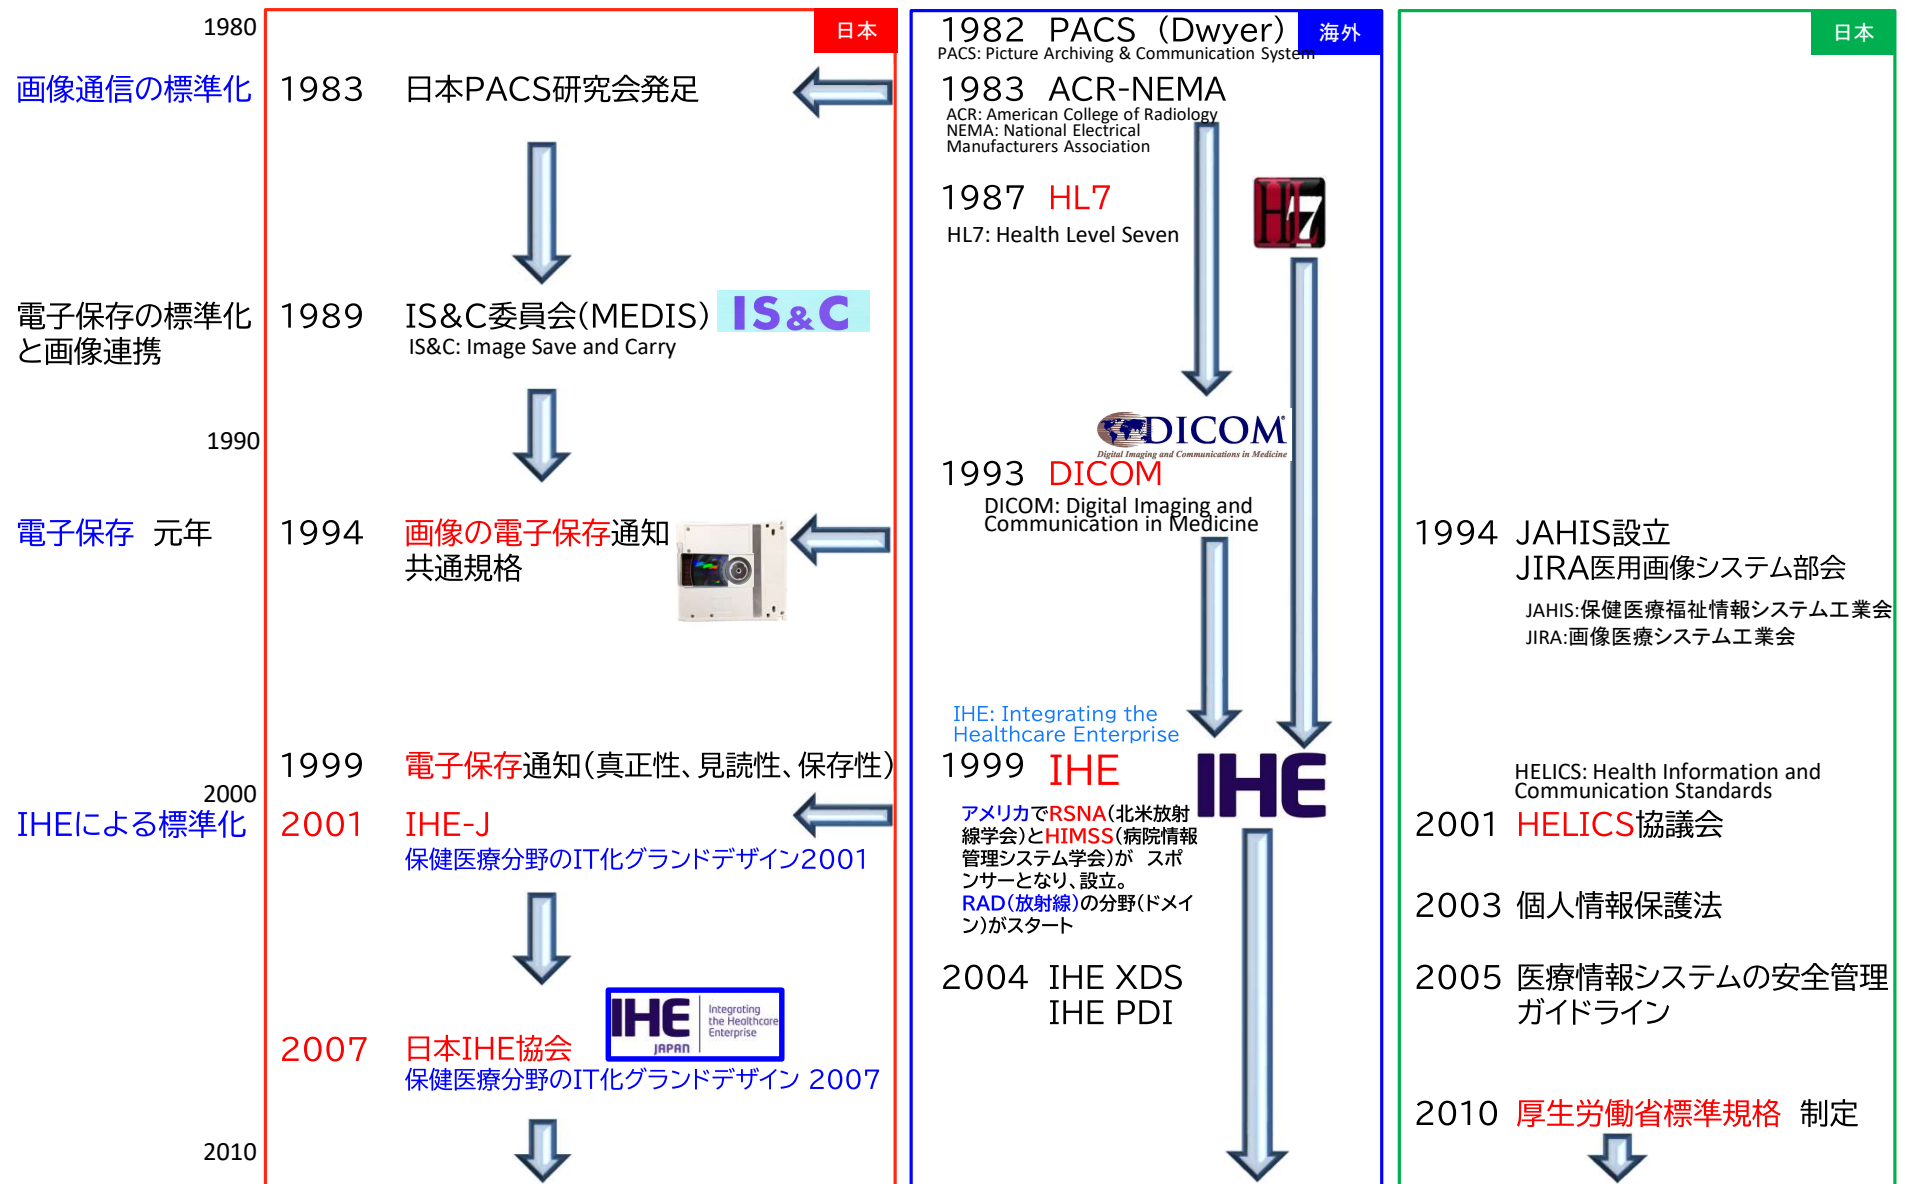 1980
日本
画像通信の標準化
1983 日本PACS研究会発足
電子保存の標準化
と画像連携
1989 IS&C委員会(MEDIS)
IS&C
IS&C: Image Save and Carry
1990
電子保存 元年
1994 画像の電子保存通知
共通規格
1999 電子保存通知(真正性、見読性、保存性)
2000
IHEによる標準化
2001 IHE-J
保健医療分野のIT化グランドデザイン2001
IHE
JAPAN
Integrating
the Healthcare
Enterprise
2007 日本IHE協会
保健医療分野のIT化グランドデザイン 2007
2010
海外
1982 PACS (Dwyer)
PACS: Picture Archiving & Communication System
1983 ACR-NEMA
ACR: American College of Radiology
NEMA: National Electrical
Manufacturers Association
1987 HL7
HL7
HL7: Health Level Seven
DICOM
Digital Imaging and Communications in Medicine
1993 DICOM
DICOM: Digital Imaging and
Communication in Medicine
IHE: Integrating the
Healthcare Enterprise
1999 IHE
IHE
アメリカでRSNA(北米放射
線学会)とHIMSS(病院情報
管理システム学会)が スポ
ンサーとなり、設立。
RAD(放射線)の分野(ドメイ
ン)がスタート
2004 IHE XDS
IHE PDI
日本
1994 JAHIS設立
JIRA医用画像システム部会
JAHIS:保健医療福祉情報システム工業会
JIRA:画像医療システム工業会
HELICS: Health Information and
Communication Standards
2001 HELICS協議会
2003 個人情報保護法
2005 医療情報システムの安全管理
ガイドライン
2010 厚生労働省標準規格 制定